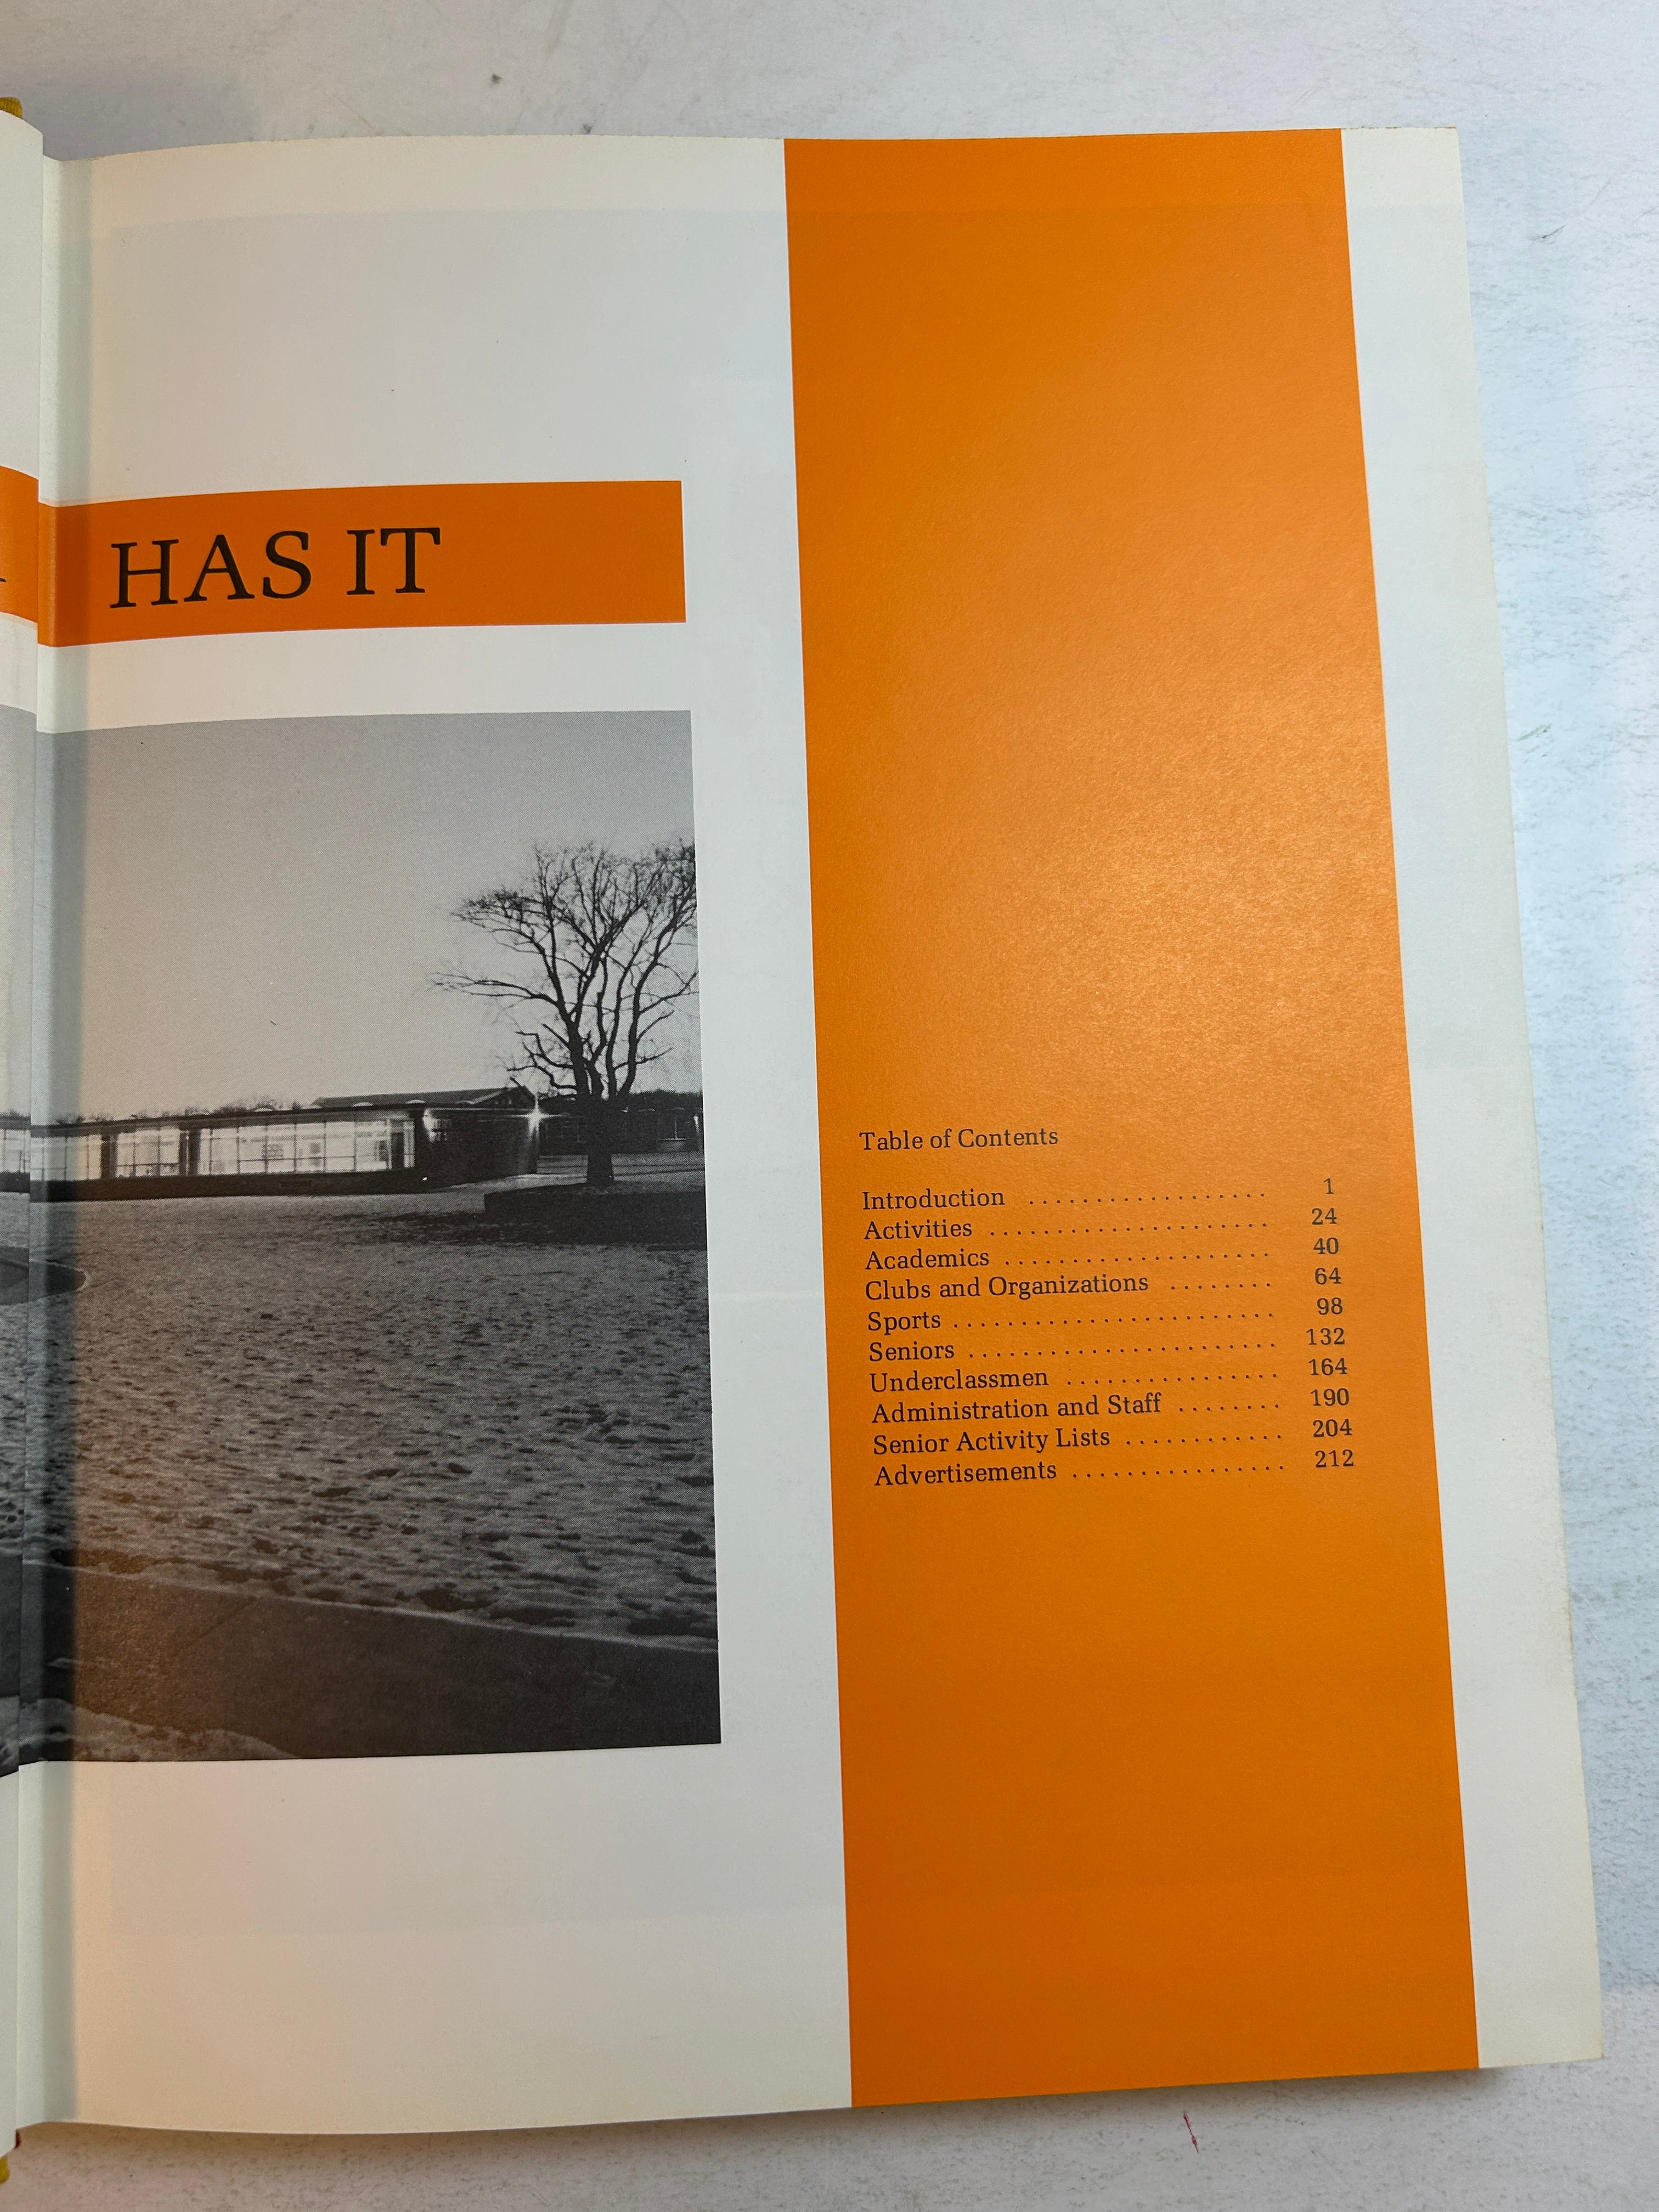 HAS IT
Table of Contents
Introduction .................. 1
Activities ..................... 24
Academics .................... 40
Clubs and Organizations ........ 64
Sports ........................ 98
Seniors ....................... 132
Underclassmen ................ 164
Administration and Staff ........ 190
Senior Activity Lists ............ 204
Advertisements ................ 212